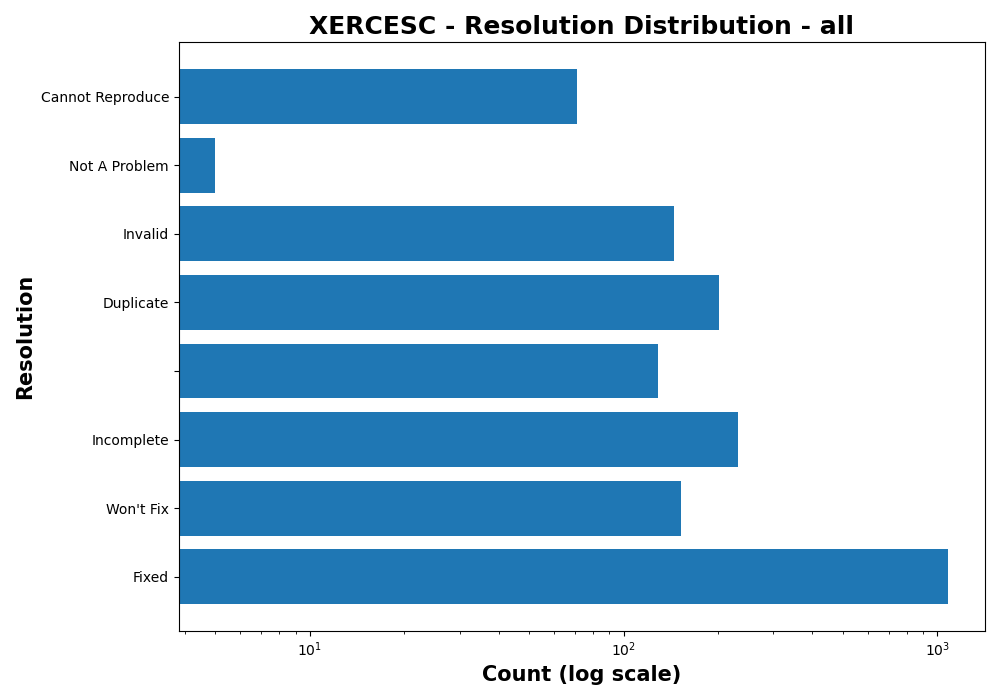 XERCESC - Resolution Distribution - all
Cannot Reproduce
Not A Problem
Invalid
Duplicate
Incomplete
Won't Fix
Fixed
Resolution
10¹
10²
10³
Count (log scale)